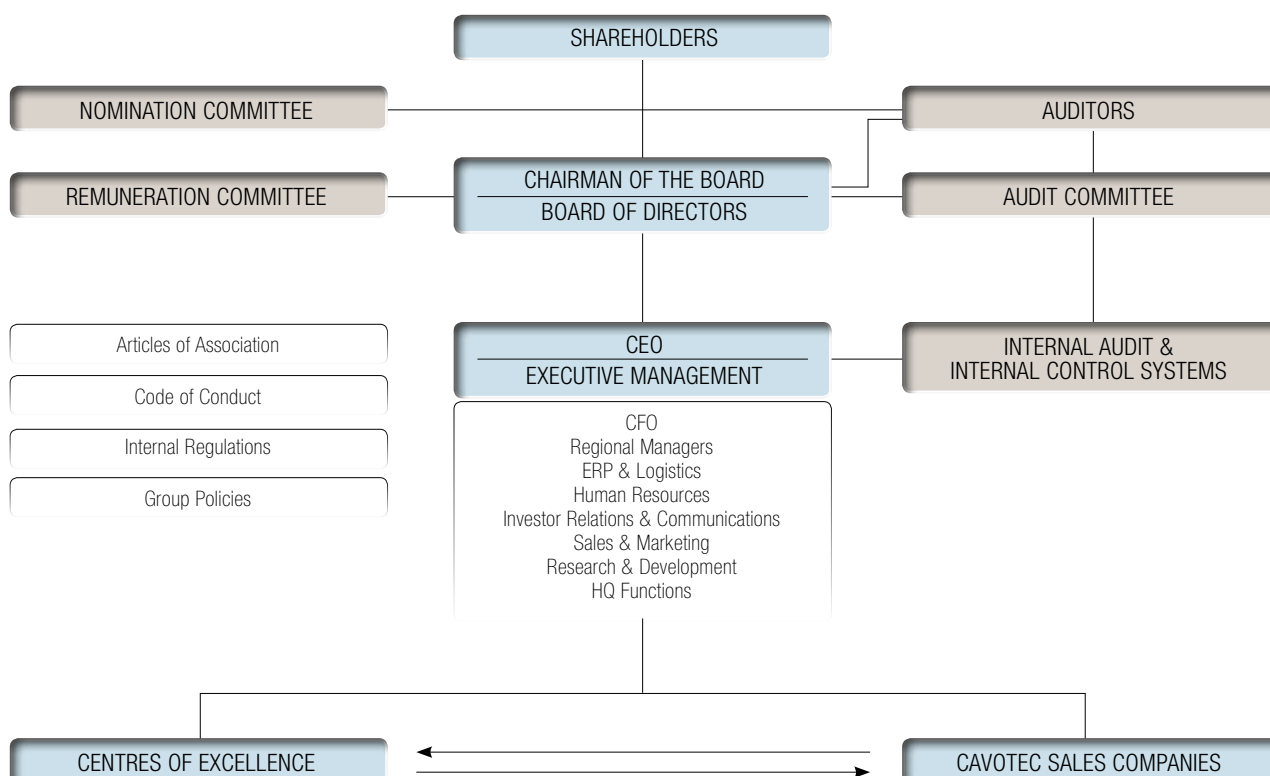 SHAREHOLDERS
NOMINATION COMMITTEE
AUDITORS
REMUNERATION COMMITTEE
CHAIRMAN OF THE BOARD
BOARD OF DIRECTORS
AUDIT COMMITTEE
Articles of Association
Code of Conduct
Internal Regulations
Group Policies
CEO
EXECUTIVE MANAGEMENT
CFO
Regional Managers
ERP & Logistics
Human Resources
Investor Relations & Communications
Sales & Marketing
Research & Development
HQ Functions
INTERNAL AUDIT &
INTERNAL CONTROL SYSTEMS
CENTRES OF EXCELLENCE
CAVOTEC SALES COMPANIES